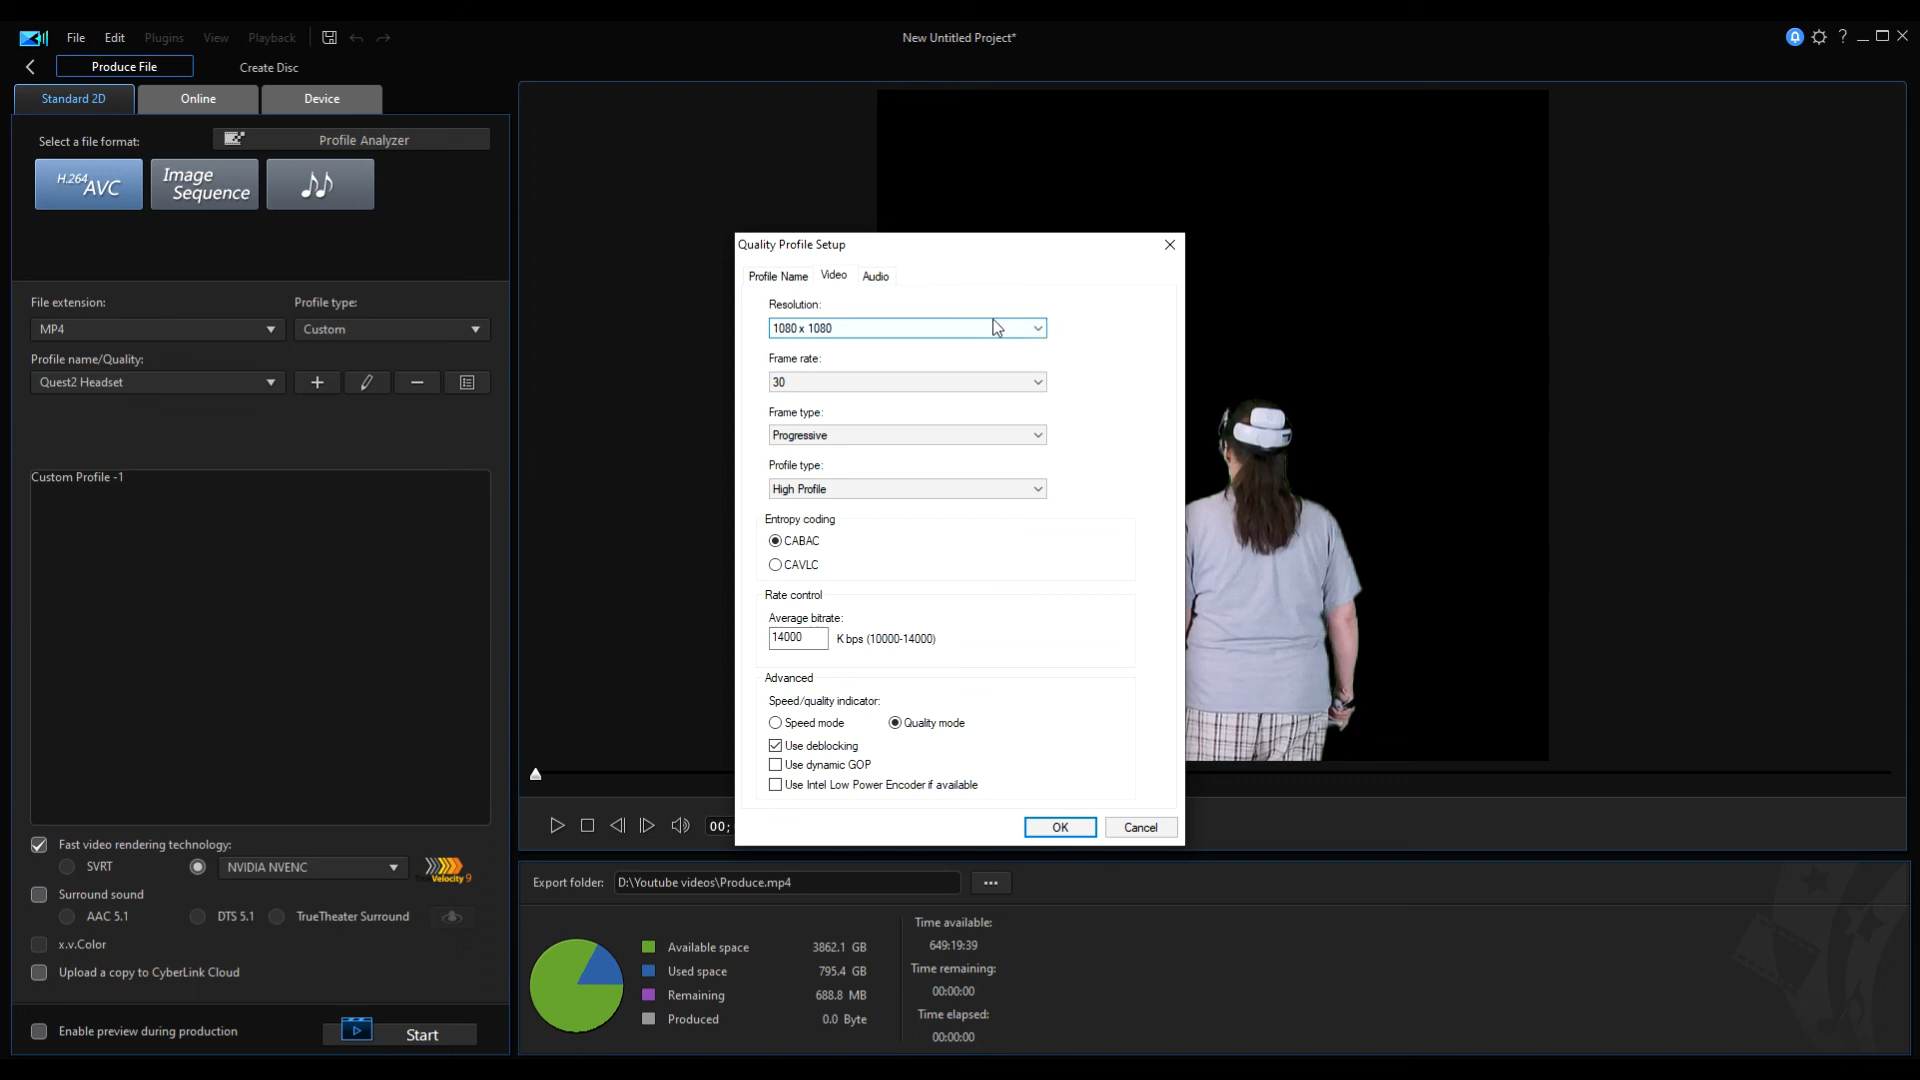 File Edit Plugins View Playback
New Untitled Project*
?
Produce File Create Disc
Standard 2D Online Device
Select a file format:
Profile Analyzer
H.264 AVC
Image Sequence
File extension: Profile type:
MP4 Custom
Profile name/Quality:
Quest2 Headset
Custom Profile -1
Fast video rendering technology:
SVRT NVIDIA NVENC
Velocity 9
Surround sound
AAC 5.1 DTS 5.1 TrueTheater Surround
x.v.Color
Upload a copy to CyberLink Cloud
Enable preview during production
Start
Quality Profile Setup
Profile Name Video Audio
Resolution:
1080 x 1080
Frame rate:
30
Frame type:
Progressive
Profile type:
High Profile
Entropy coding
CABAC
CAVLC
Rate control
Average bitrate:
14000 K bps (10000-14000)
Advanced
Speed/quality indicator:
Speed mode Quality mode
Use deblocking
Use dynamic GOP
Use Intel Low Power Encoder if available
OK Cancel
00;
Export folder: D:\Youtube videos\Produce.mp4 ...
Available space 3862.1 GB
Used space 795.4 GB
Remaining 688.8 MB
Produced 0.0 Byte
Time available:
649:19:39
Time remaining:
00:00:00
Time elapsed:
00:00:00